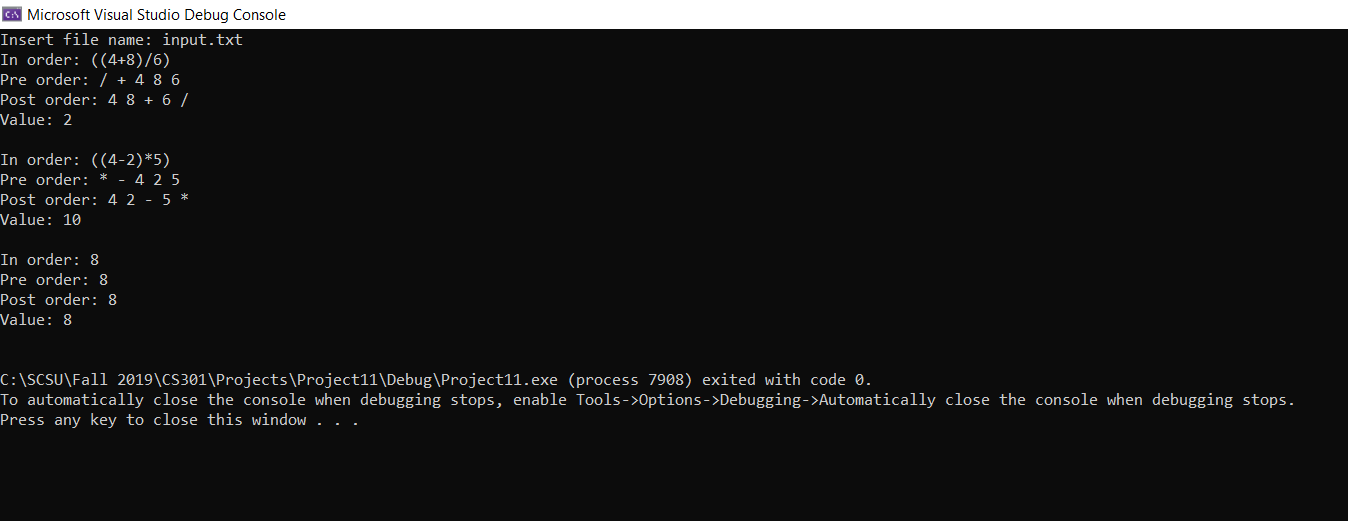 C:\ Microsoft Visual Studio Debug Console
Insert file name: input.txt
In order: ((4+8)/6)
Pre order: / + 4 8 6
Post order: 4 8 + 6 /
Value: 2
In order: ((4-2)*5)
Pre order: * - 4 2 5
Post order: 4 2 - 5 *
Value: 10
In order: 8
Pre order: 8
Post order: 8
Value: 8
C:\SCSU\Fall 2019\CS301\Projects\Project11\Debug\Project11.exe (process 7908) exited with code 0.
To automatically close the console when debugging stops, enable Tools->Options->Debugging->Automatically close the console when debugging stops.
Press any key to close this window . . .